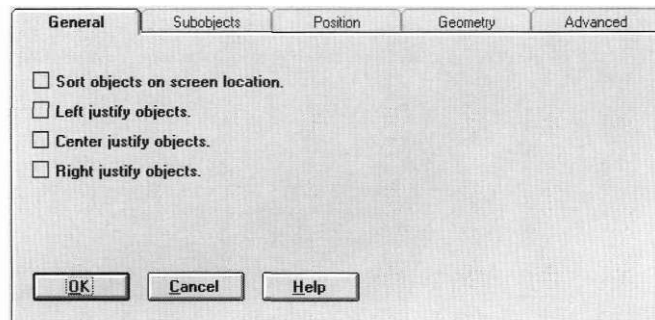 General Subobjects Position Geometry Advanced
Sort objects on screen location.
Left justify objects.
Center justify objects.
Right justify objects.
OK Cancel Help